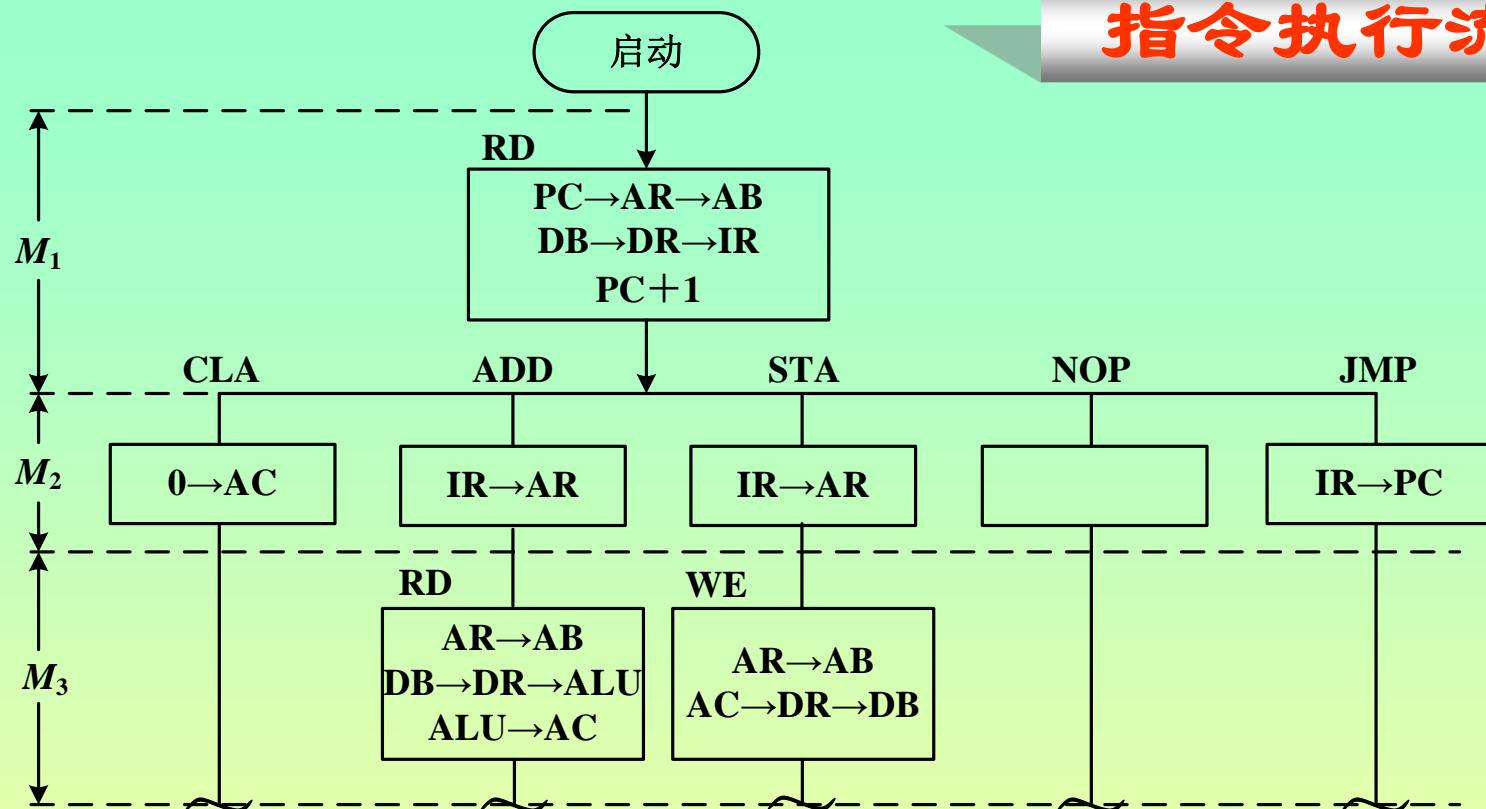 指令执行
启动
RD
PC→AR→AB
DB→DR→IR
PC＋1
M1
CLA ADD STA NOP JMP
M2
0→AC IR→AR IR→AR IR→PC
RD WE
AR→AB
DB→DR→ALU
ALU→AC
AR→AB
AC→DR→DB
M3